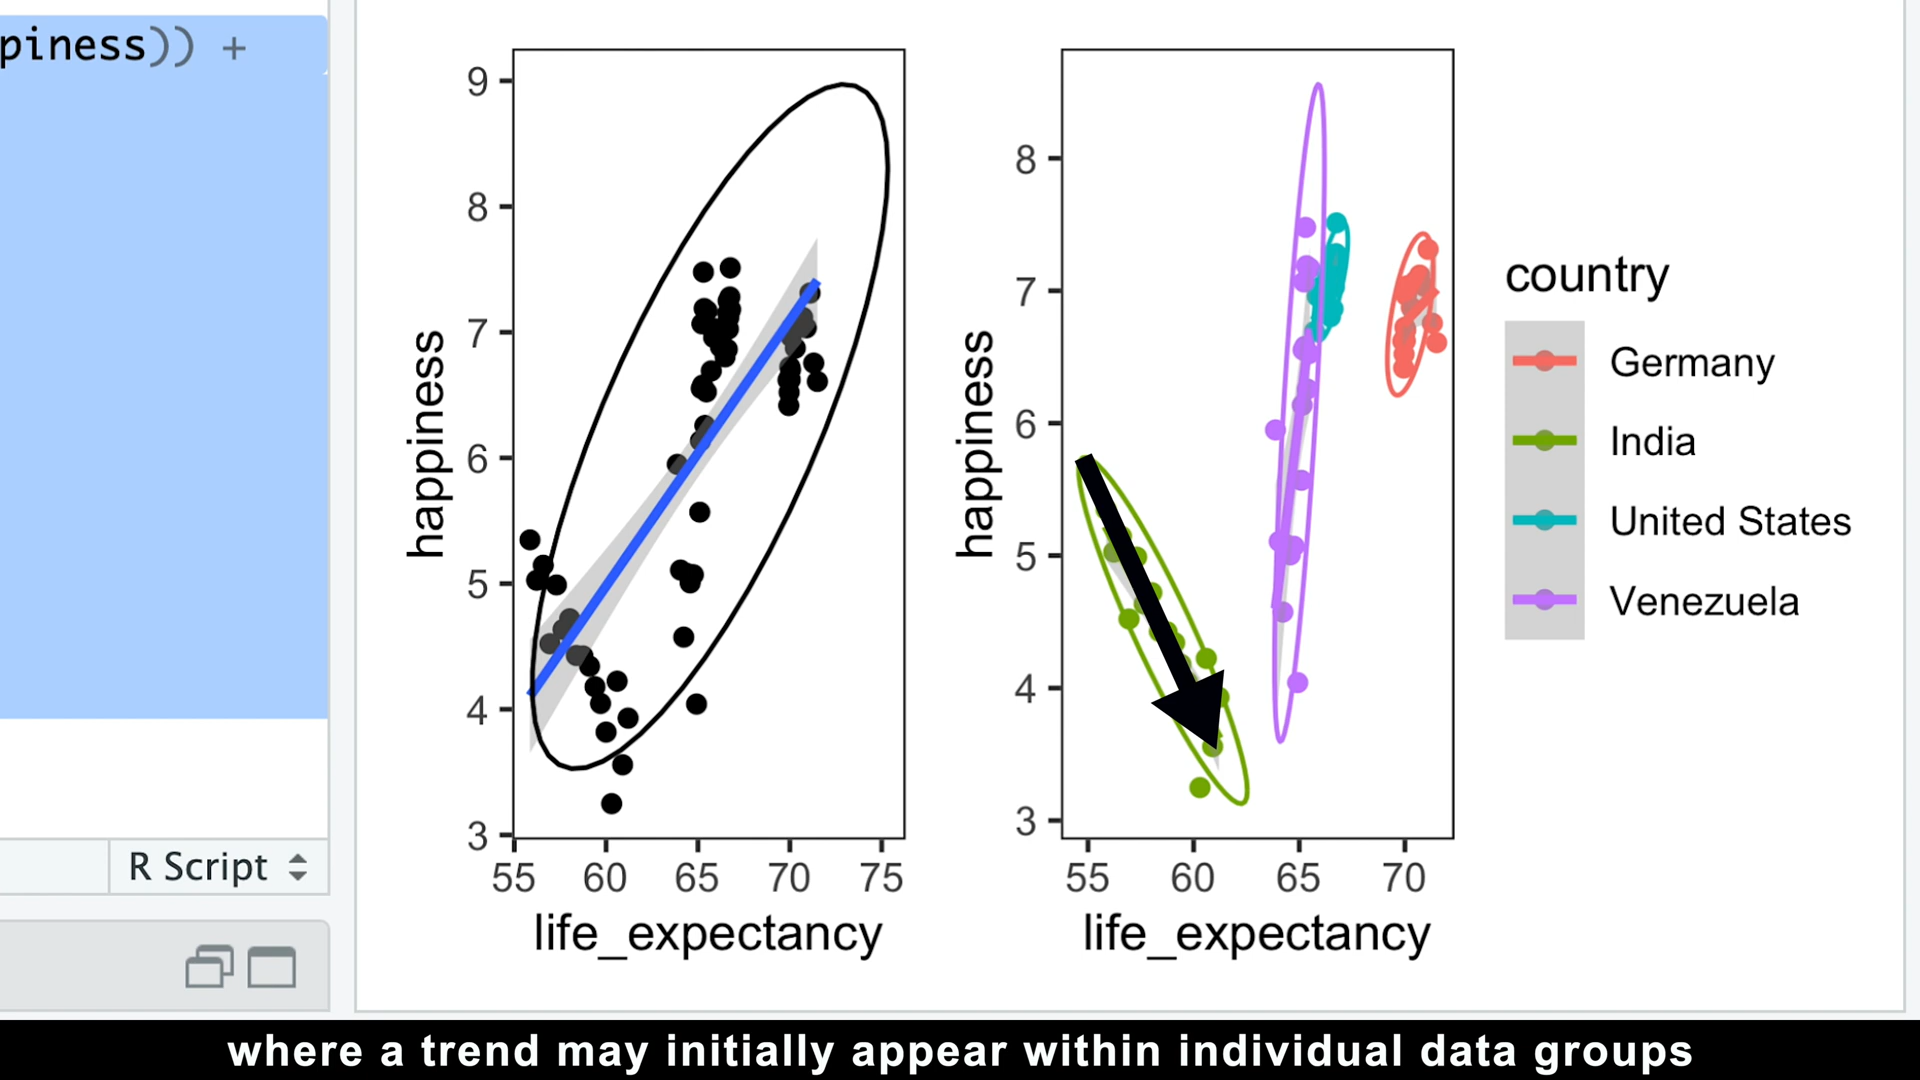 piness)) +
9
8
7
6
5
4
3
happiness
55 60 65 70 75
life_expectancy
8
7
6
5
4
3
happiness
55 60 65 70
life_expectancy
country
Germany
India
United States
Venezuela
R Script
where a trend may initially appear within individual data groups